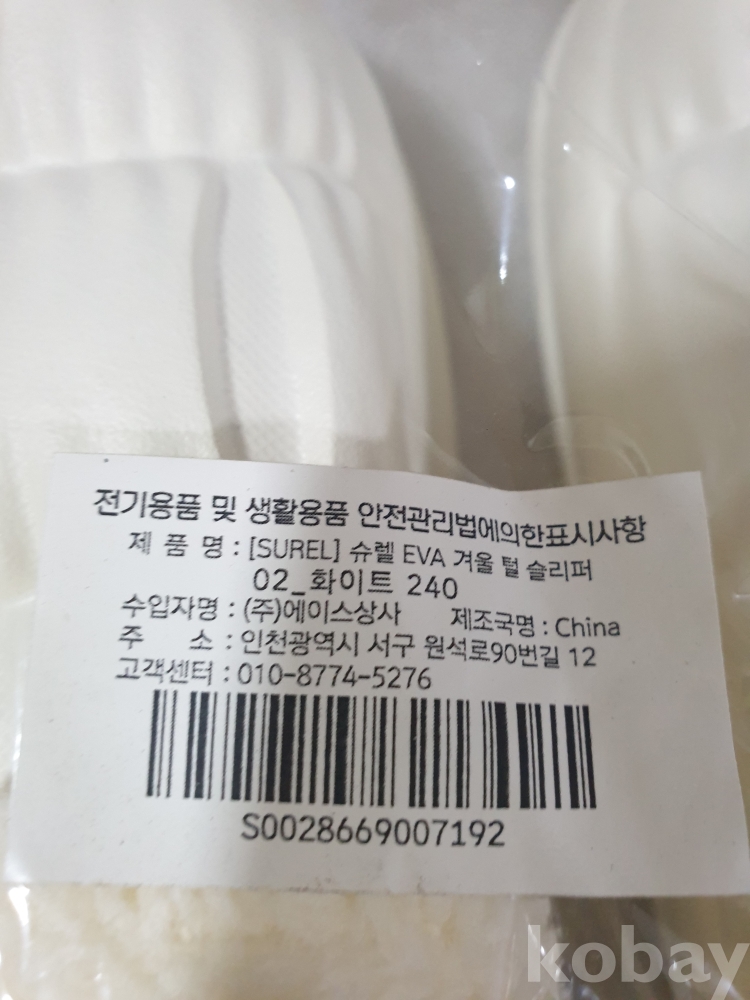 전기용품 및 생활용품 안전관리법에의한표시사항
제 품 명 : [SUREL] 슈렐 EVA 겨울 털 슬리퍼
02_화이트 240
수입자명 : (주)에이스상사 제조국명 : China
주 소 : 인천광역시 서구 원석로90번길 12
고객센터 : 010-8774-5276
S0028669007192
kobay